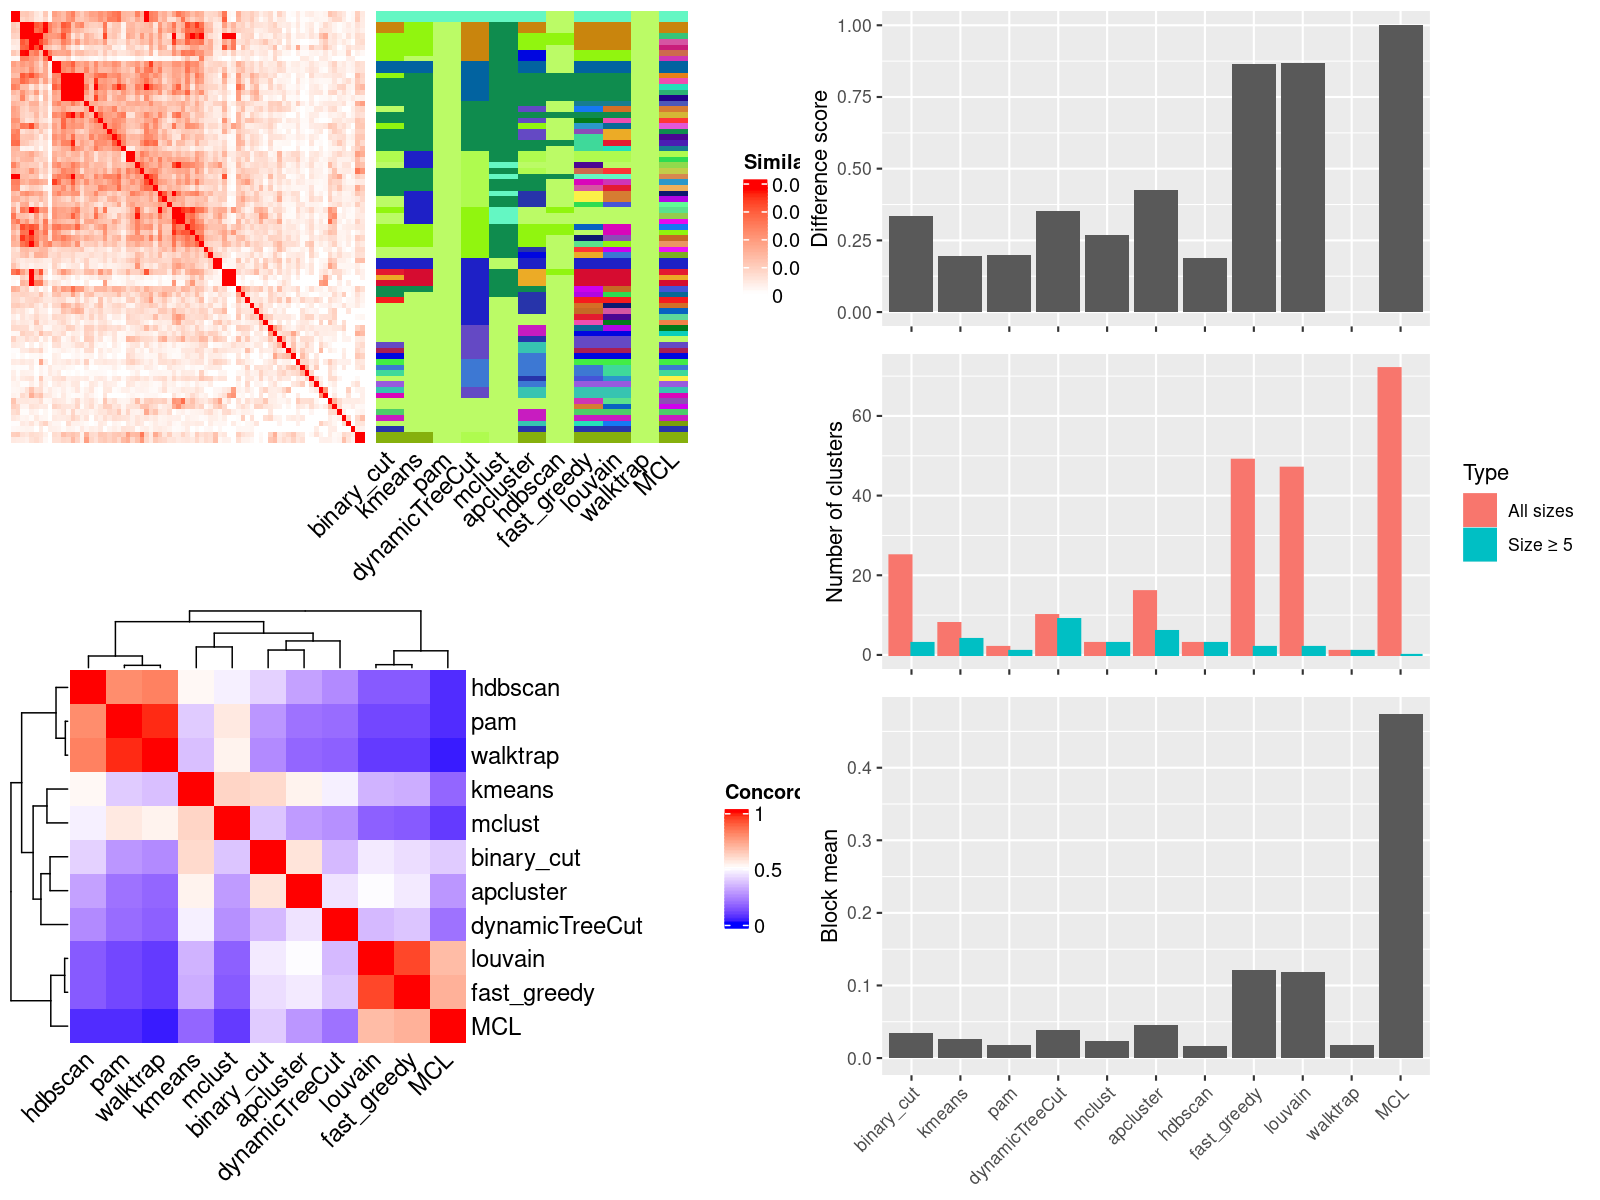 Simila
0.0
0.0
0.0
0.0
0
binary_cut
kmeans
pam
dynamicTreeCut
mclust
apcluster
hdbscan
fast_greedy
louvain
walktrap
MCL
hdbscan
pam
walktrap
kmeans
mclust
binary_cut
apcluster
dynamicTreeCut
louvain
fast_greedy
MCL
Concorc
1
0.5
0
hdbscan
pam
walktrap
kmeans
mclust
binary_cut
apcluster
dynamicTreeCut
louvain
fast_greedy
MCL
Difference score
1.00
0.75
0.50
0.25
0.00
Number of clusters
60
40
20
0
Type
All sizes
Size ≥ 5
Block mean
0.4
0.3
0.2
0.1
0.0
binary_cut
kmeans
pam
dynamicTreeCut
mclust
apcluster
hdbscan
fast_greedy
louvain
walktrap
MCL